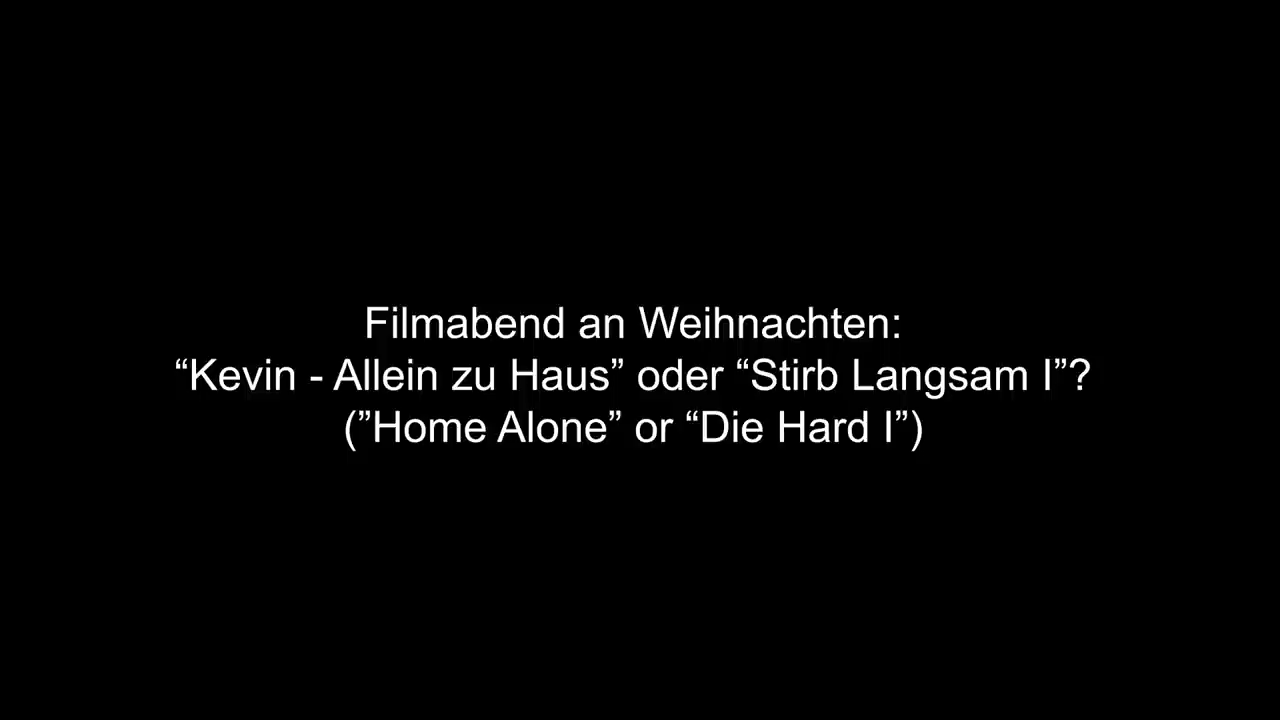 Filmabend an Weihnachten:
“Kevin - Allein zu Haus” oder “Stirb Langsam I”?
(”Home Alone” or “Die Hard I”)